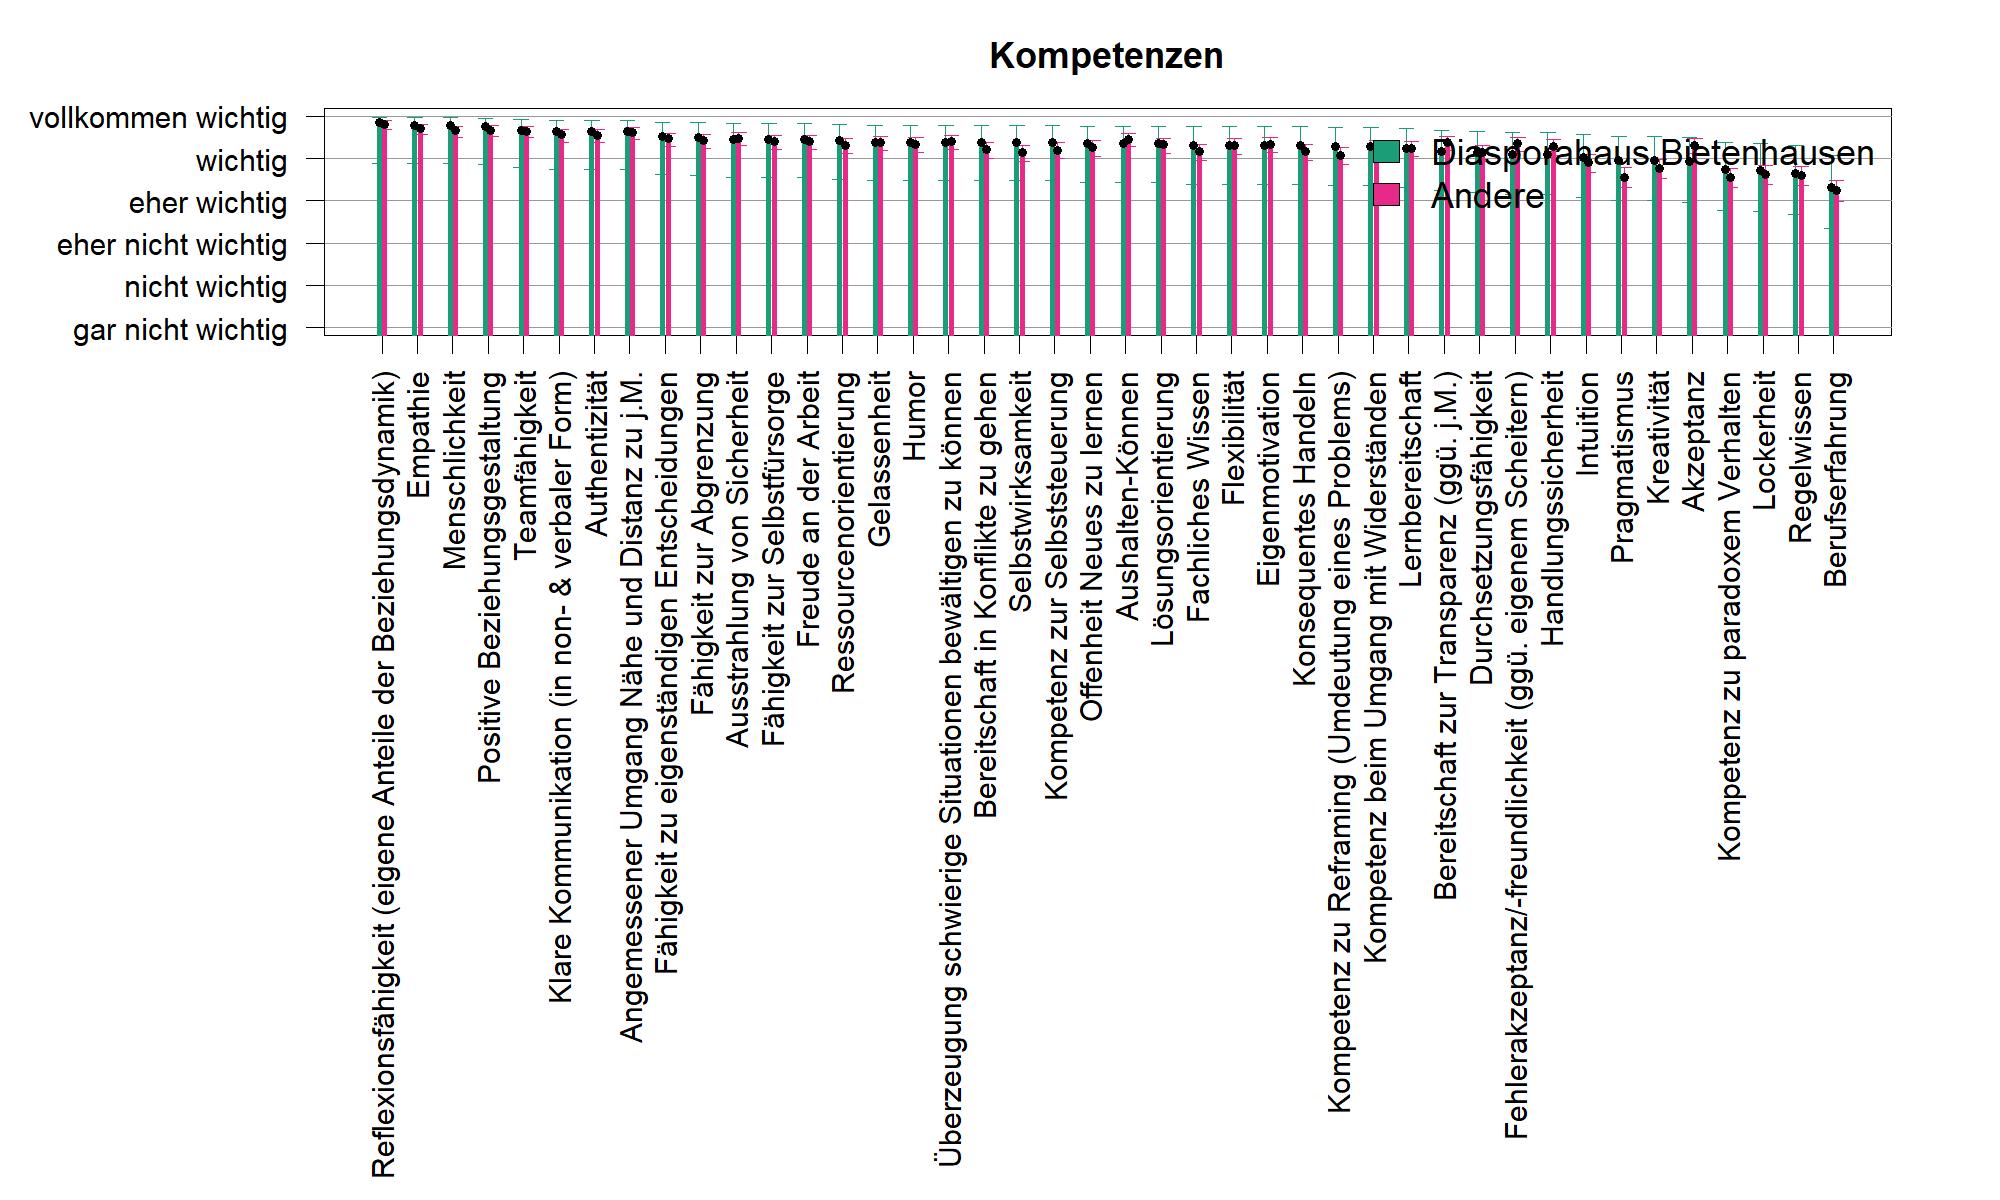 Kompetenzen
vollkommen wichtig
wichtig
eher wichtig
eher nicht wichtig
nicht wichtig
gar nicht wichtig
Diasporahaus Bietenhausen
Andere
Reflexionsfähigkeit (eigene Anteile der Beziehungsdynamik)
Empathie
Menschlichkeit
Positive Beziehungsgestaltung
Teamfähigkeit
Klare Kommunikation (in non- & verbaler Form)
Authentizität
Angemessener Umgang Nähe und Distanz zu j.M.
Fähigkeit zu eigenständigen Entscheidungen
Fähigkeit zur Abgrenzung
Ausstrahlung von Sicherheit
Fähigkeit zur Selbstfürsorge
Freude an der Arbeit
Ressourcenorientierung
Gelassenheit
Humor
Überzeugung schwierige Situationen bewältigen zu können
Bereitschaft in Konflikte zu gehen
Selbstwirksamkeit
Kompetenz zur Selbststeuerung
Offenheit Neues zu lernen
Aushalten-Können
Lösungsorientierung
Fachliches Wissen
Flexibilität
Eigenmotivation
Konsequentes Handeln
Kompetenz zu Reframing (Umdeutung eines Problems)
Kompetenz beim Umgang mit Widerständen
Lernbereitschaft
Bereitschaft zur Transparenz (ggü. j.M.)
Durchsetzungsfähigkeit
Fehlerakzeptanz/-freundlichkeit (ggü. eigenem Scheitern)
Handlungssicherheit
Intuition
Pragmatismus
Kreativität
Akzeptanz
Kompetenz zu paradoxem Verhalten
Lockerheit
Regelwissen
Berufserfahrung